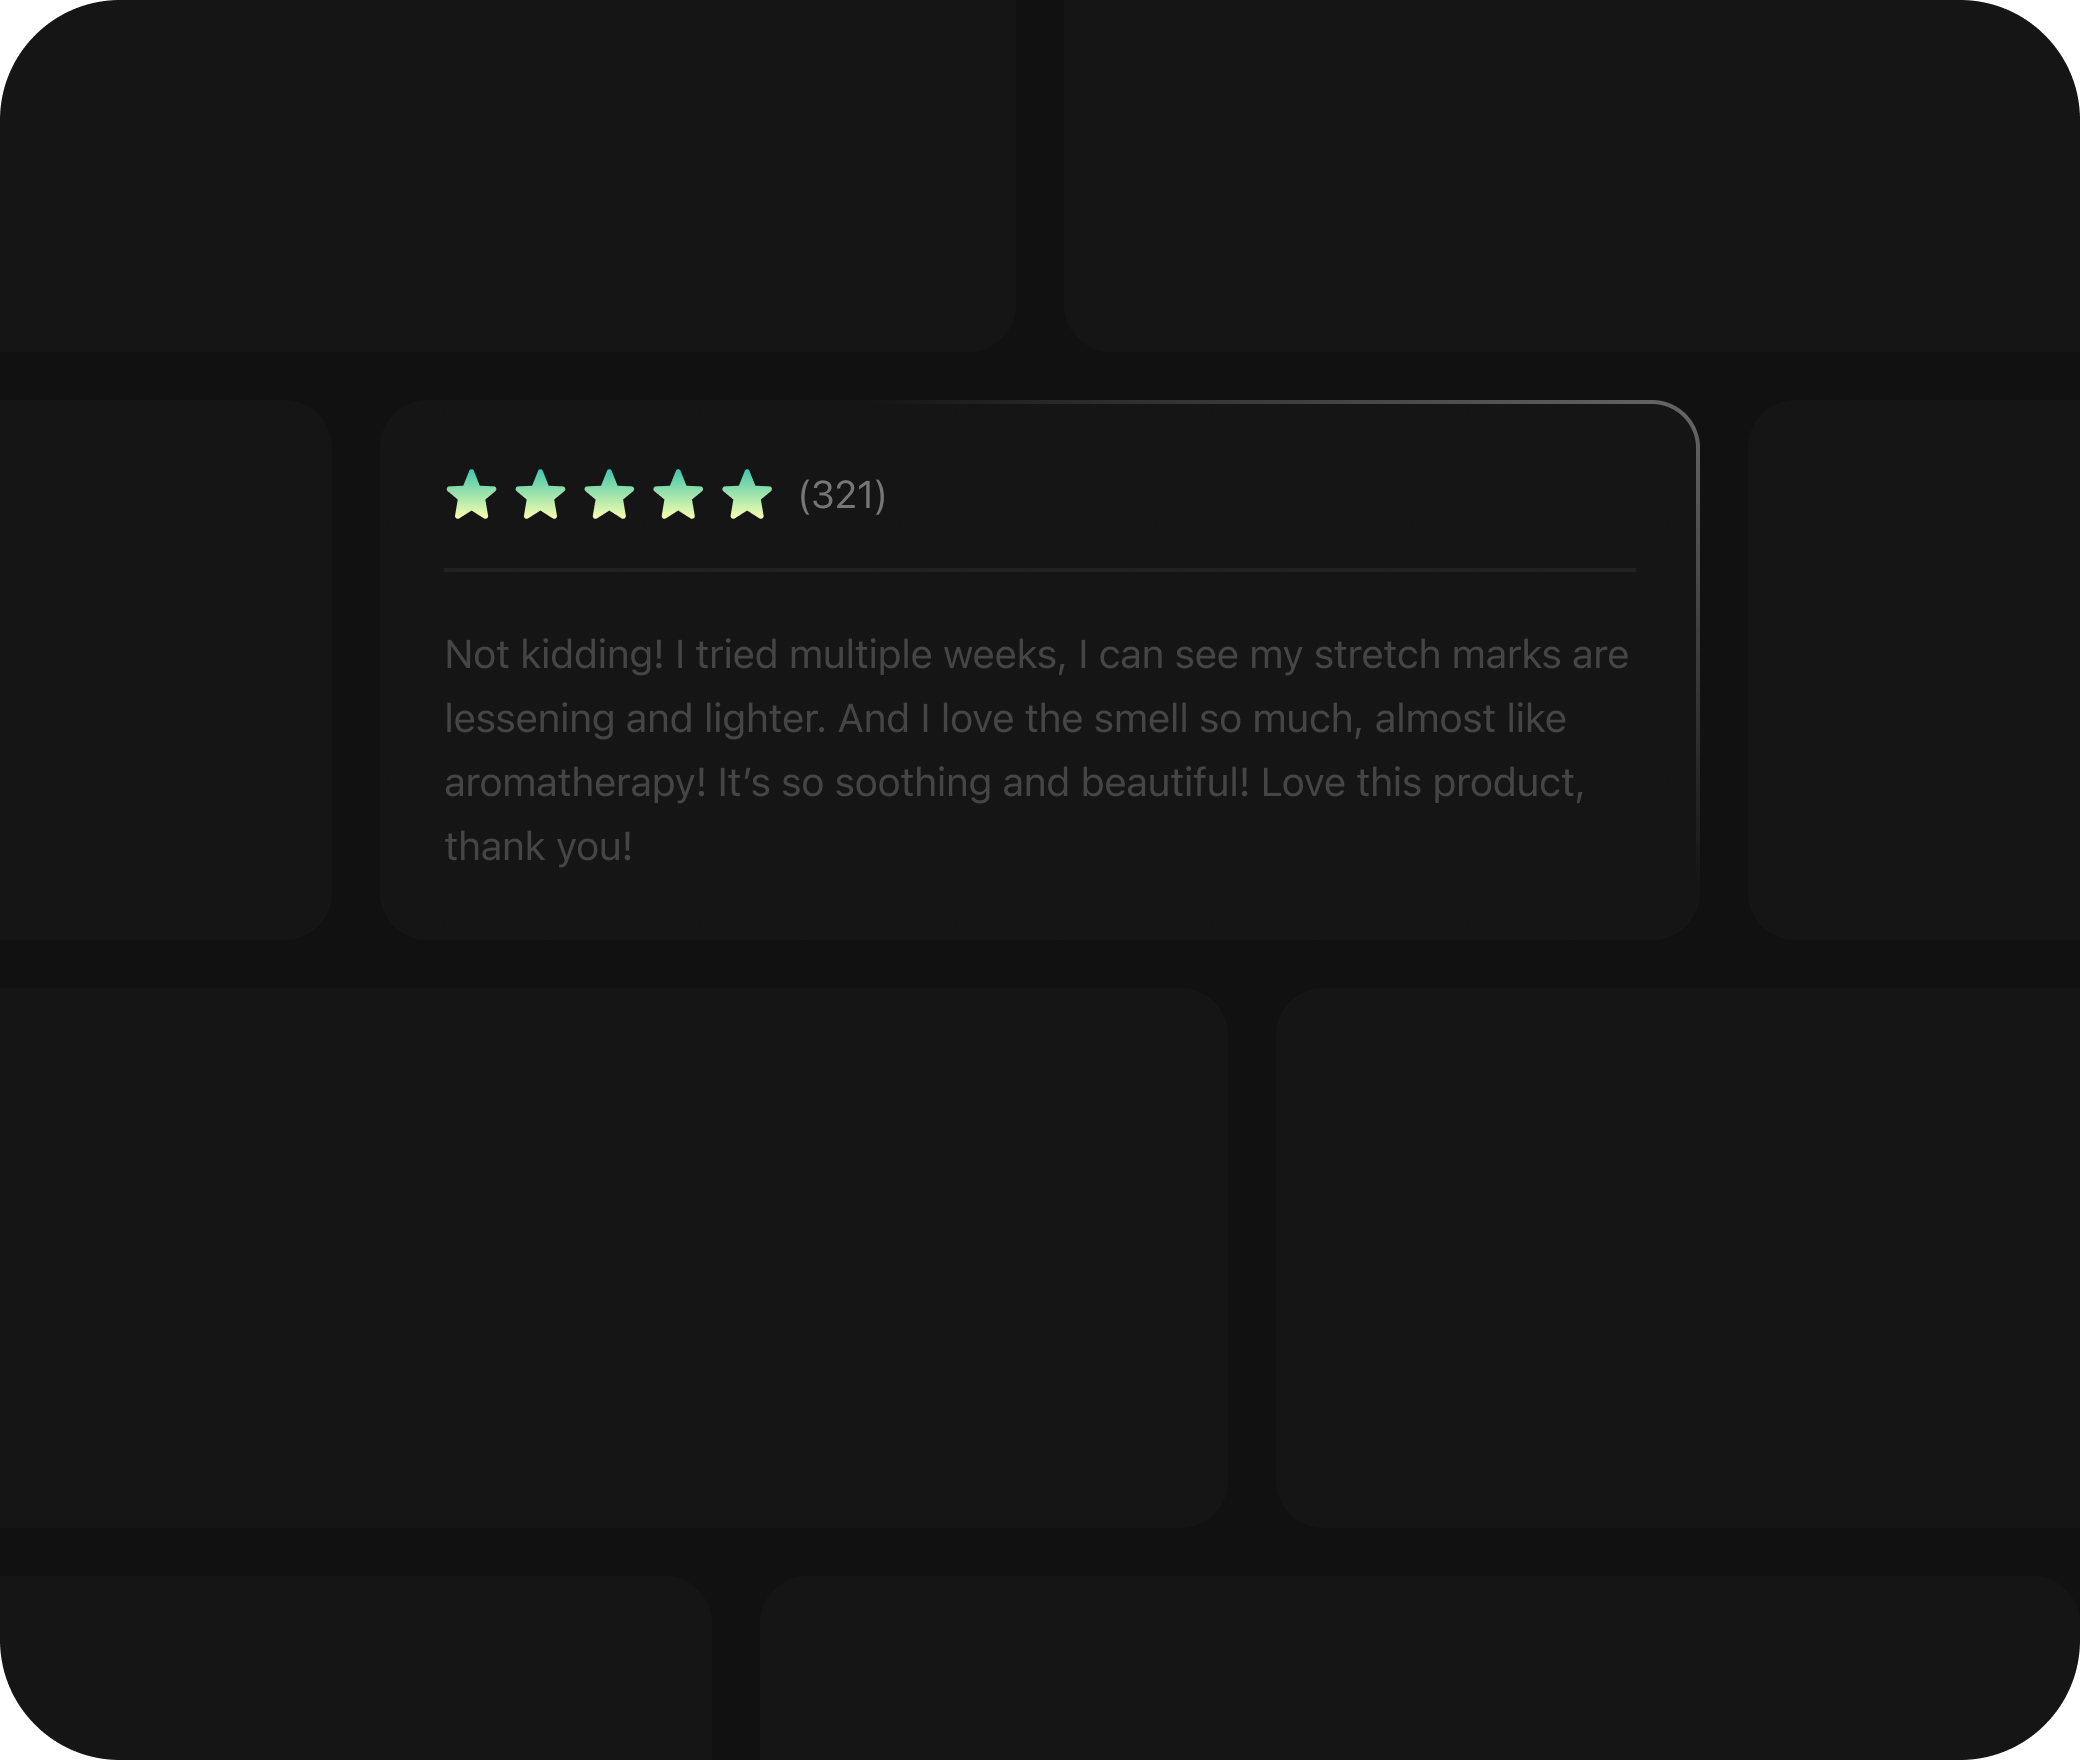 (321)
Not kidding! I tried multiple weeks, I can see my stretch marks are
lessening and lighter. And I love the smell so much, almost like
aromatherapy! It’s so soothing and beautiful! Love this product,
thank you!